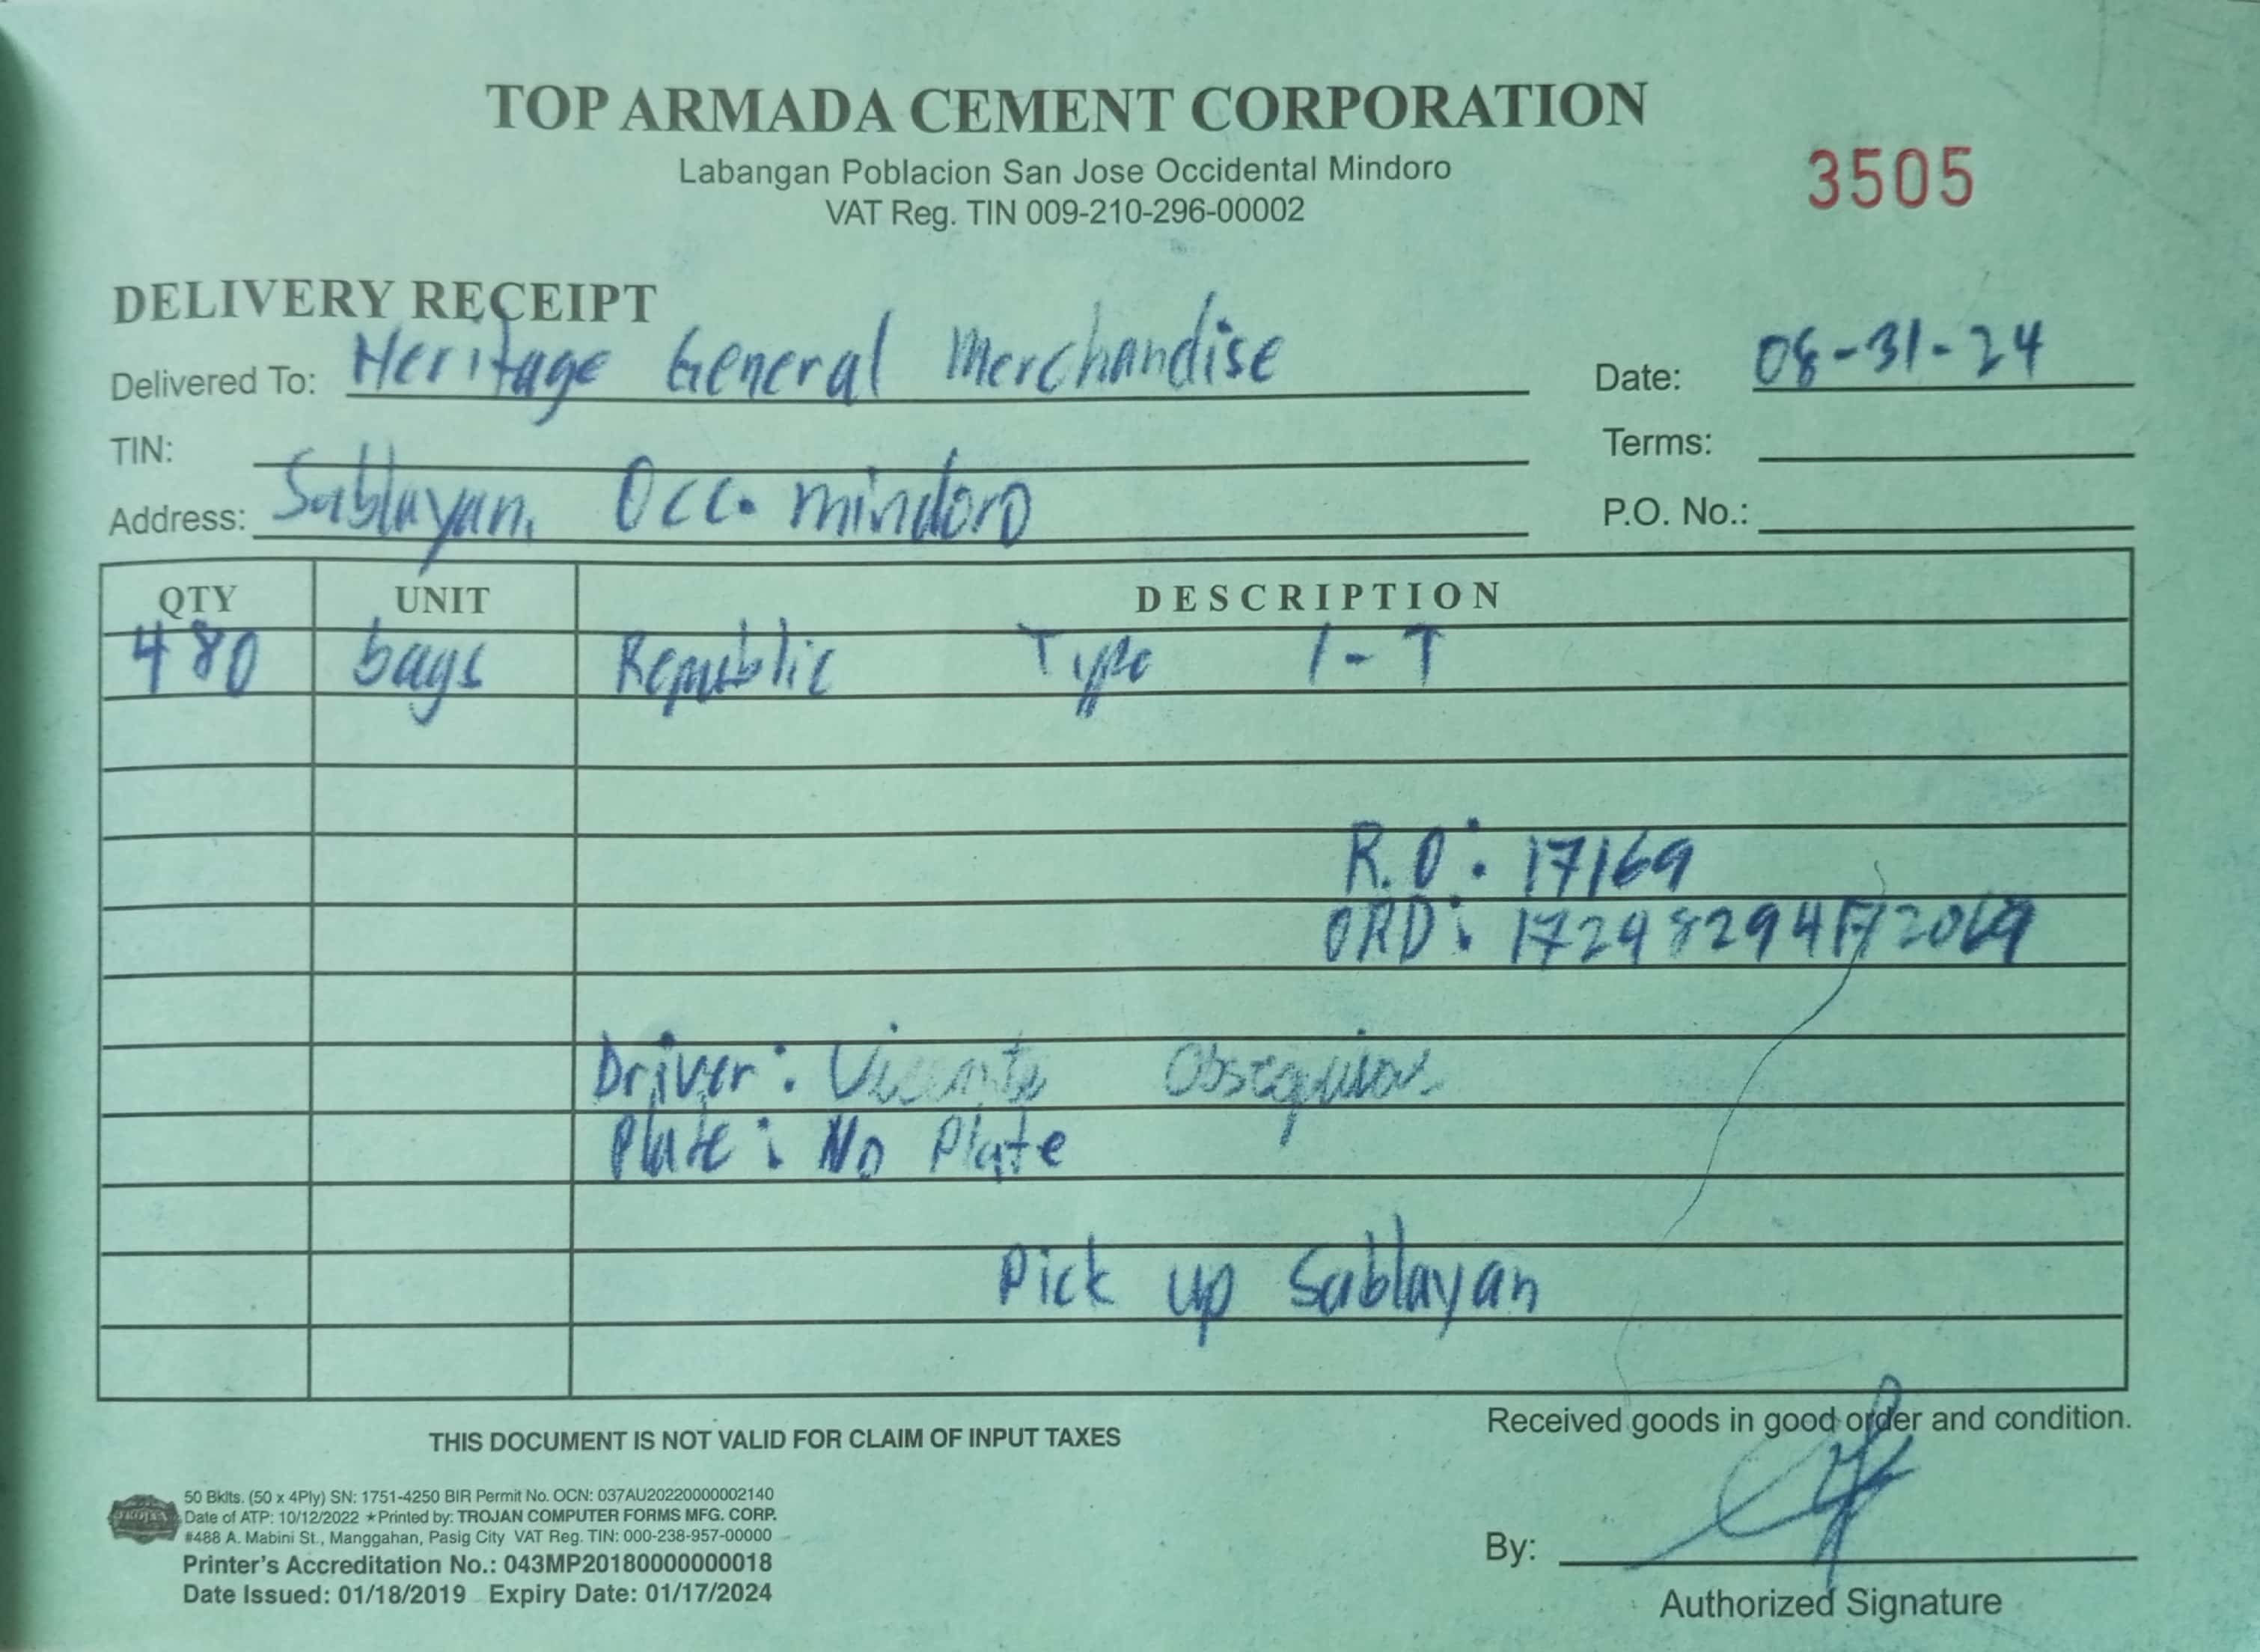 TOP ARMADA CEMENT CORPORATION
Labangan Poblacion San Jose Occidental Mindoro
VAT Reg. TIN 009-210-296-00002
3505
DELIVERY RECEIPT
Delivered To: Heritage General Merchandise
Date: 08-31-24
TIN:
Terms:
Address: Sablayan, Occ. Mindoro
P.O. No.:
QTY UNIT DESCRIPTION
480 bags Republic Type 1-T
R.O: 17169
ORD:
Driver: Vicente
Plate: No Plate
Pick up Sablayan
THIS DOCUMENT IS NOT VALID FOR CLAIM OF INPUT TAXES
Received goods in good order and condition.
TROJAN
50 Bklts. (50 x 4Ply) SN: 1751-4250 BIR Permit No. OCN: 037AU20220000002140
Date of ATP: 10/12/2022 ★Printed by: TROJAN COMPUTER FORMS MFG. CORP.
#488 A. Mabini St., Manggahan, Pasig City VAT Reg. TIN: 000-238-957-00000
Printer's Accreditation No.: 043MP20180000000018
Date Issued: 01/18/2019 Expiry Date: 01/17/2024
By:
Authorized Signature